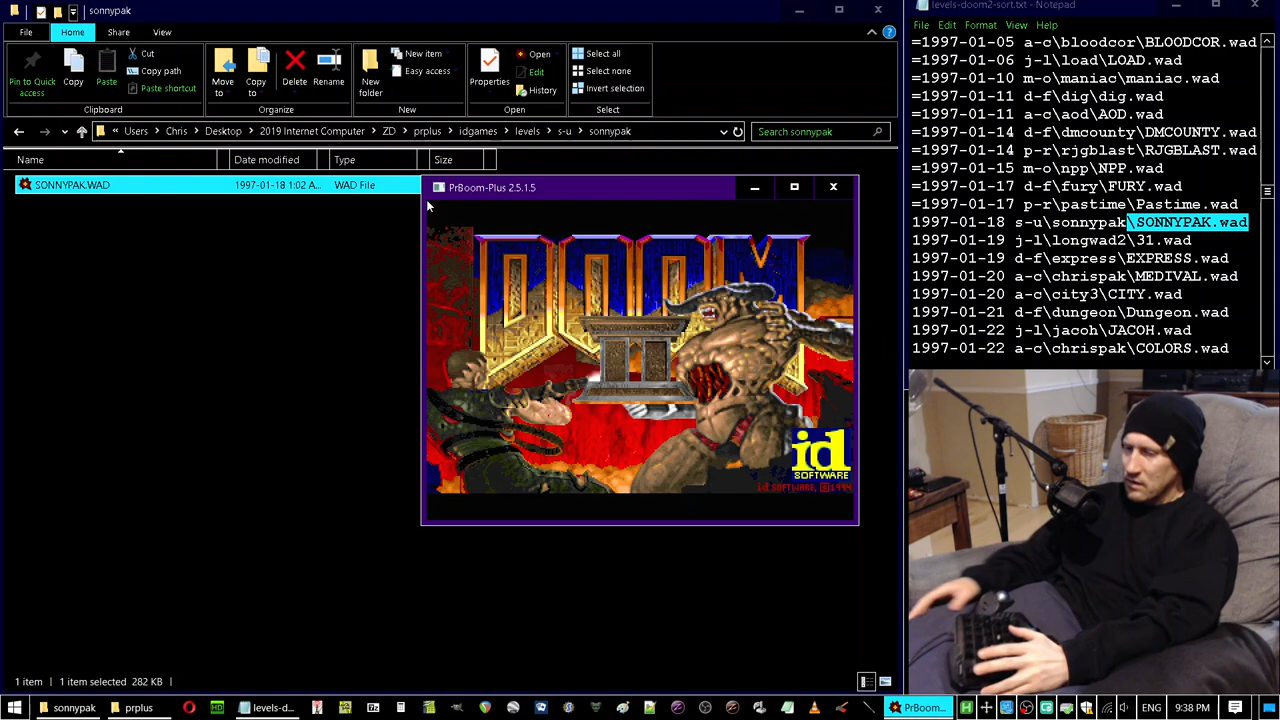 sonnypak
File Home Share View
Pin to Quick access
Copy
Paste
Cut
Copy path
Paste shortcut
Clipboard
Move to
Copy to
Delete
Rename
Organize
New folder
New item
Easy access
New
Properties
Open
Edit
History
Open
Select all
Select none
Invert selection
Select
Users Chris Desktop 2019 Internet Computer ZD prplus idgames levels s-u sonnypak
Search sonnypak
Name Date modified Type Size
SONNYPAK.WAD 1997-01-18 1:02 A... WAD File
PrBoom-Plus 2.5.1.5
DOOM
II
id
SOFTWARE
id SOFTWARE, ©1994
1 item 1 item selected 282 KB
levels-doom2-sort.txt - Notepad
File Edit Format View Help
=1997-01-05 a-c\bloodcor\BLOODCOR.wad
=1997-01-06 j-l\load\LOAD.wad
=1997-01-10 m-o\maniac\maniac.wad
=1997-01-11 d-f\dig\dig.wad
=1997-01-11 a-c\aod\AOD.wad
=1997-01-14 d-f\dmcounty\DMCOUNTY.wad
=1997-01-14 p-r\rjgblast\RJGBLAST.wad
=1997-01-15 m-o\npp\NPP.wad
=1997-01-17 d-f\fury\FURY.wad
=1997-01-17 p-r\pastime\Pastime.wad
1997-01-18 s-u\sonnypak\SONNYPAK.wad
1997-01-19 j-l\longwad2\31.wad
1997-01-19 d-f\express\EXPRESS.wad
1997-01-20 a-c\chrispak\MEDIVAL.wad
1997-01-20 a-c\city3\CITY.wad
1997-01-21 d-f\dungeon\Dungeon.wad
1997-01-22 j-l\jacoh\JACOH.wad
1997-01-22 a-c\chrispak\COLORS.wad
sonnypak prplus HD levels-d... PrBoom... ENG 9:38 PM